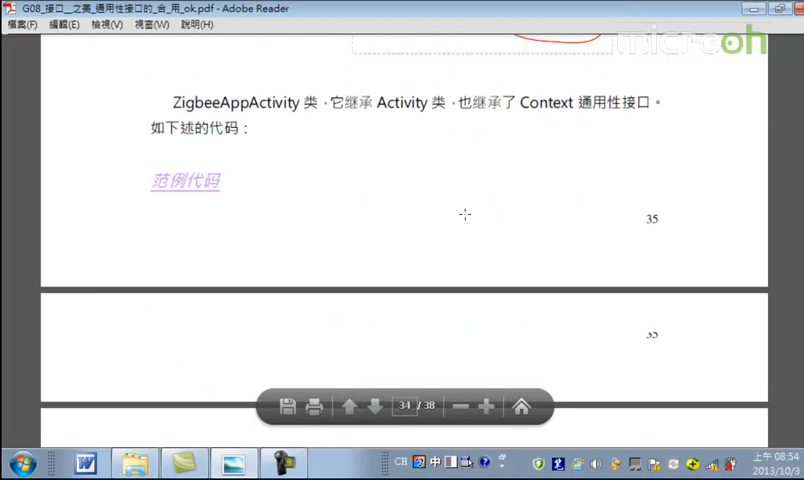 G08_接口__之美_通用性接口的_合_用_ok.pdf - Adobe Reader
檔案(F) 編輯(E) 檢視(V) 視窗(W) 說明(H)
microoh
ZigbeeAppActivity 类，它继承 Activity 类，也继承了 Context 通用性接口。
如下述的代码：
范例代码
35
34 / 38
CH 中
上午 08:54
2013/10/3